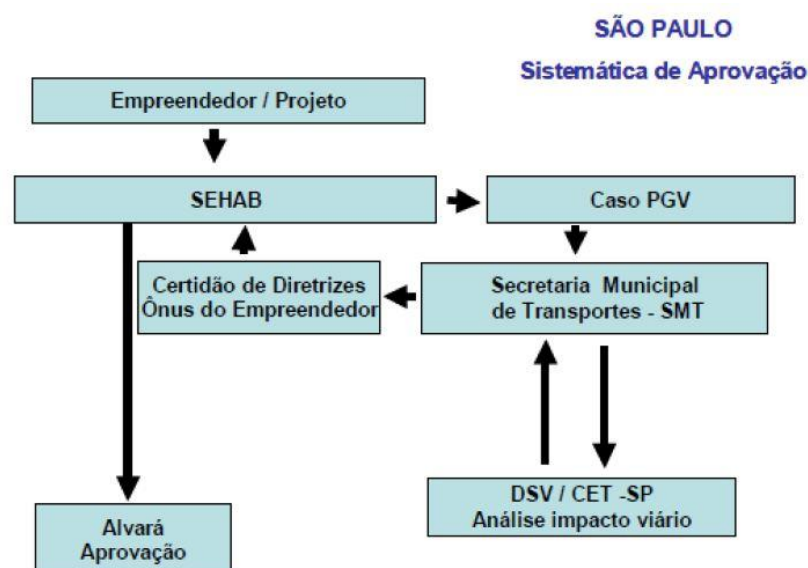 SÃO PAULO
Sistemática de Aprovação
Empreendedor / Projeto
SEHAB
Caso PGV
Certidão de Diretrizes
Ônus do Empreendedor
Secretaria Municipal
de Transportes - SMT
DSV / CET -SP
Análise impacto viário
Alvará
Aprovação